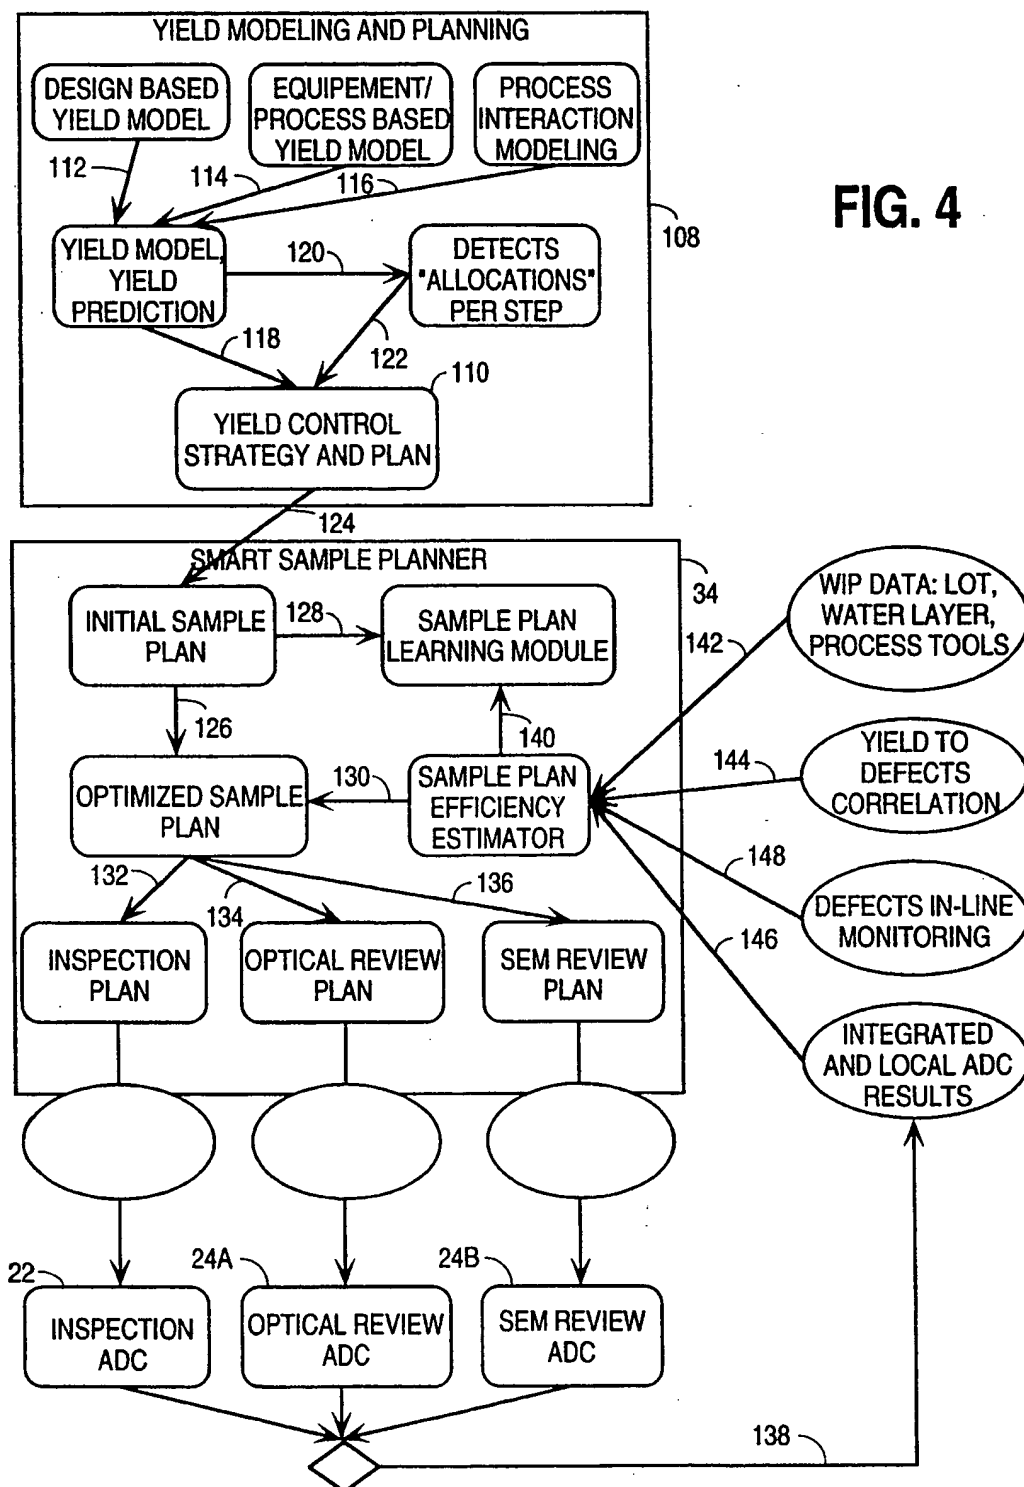 YIELD MODELING AND PLANNING
DESIGN BASED
YIELD MODEL
EQUIPEMENT/
PROCESS BASED
YIELD MODEL
PROCESS
INTERACTION
MODELING
112
114
116
FIG. 4
108
YIELD MODEL,
YIELD
PREDICTION
120
DETECTS
"ALLOCATIONS"
PER STEP
118
122
110
YIELD CONTROL
STRATEGY AND PLAN
124
SMART SAMPLE PLANNER
34
INITIAL SAMPLE
PLAN
128
SAMPLE PLAN
LEARNING MODULE
142
WIP DATA: LOT,
WATER LAYER,
PROCESS TOOLS
126
140
OPTIMIZED SAMPLE
PLAN
130
SAMPLE PLAN
EFFICIENCY
ESTIMATOR
144
YIELD TO
DEFECTS
CORRELATION
132
134
136
148
DEFECTS IN-LINE
MONITORING
INSPECTION
PLAN
OPTICAL REVIEW
PLAN
SEM REVIEW
PLAN
146
INTEGRATED
AND LOCAL ADC
RESULTS
22
24A
24B
INSPECTION
ADC
OPTICAL REVIEW
ADC
SEM REVIEW
ADC
138